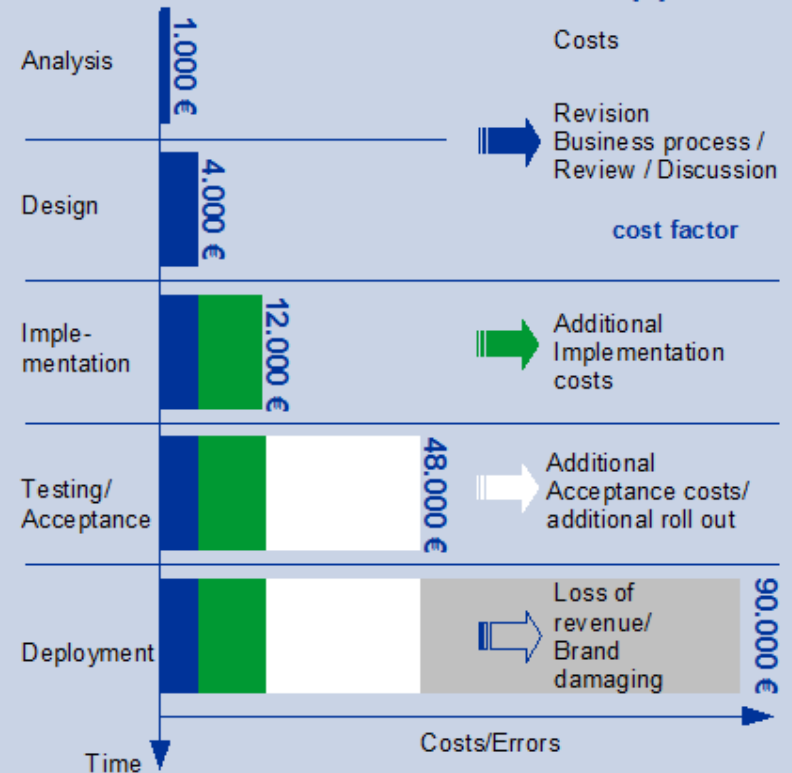 Costs
Analysis
1.000 €
Revision
Business process /
Review / Discussion
Design
4.000 €
cost factor
Imple-
mentation
12.000 €
Additional
Implementation
costs
Testing/
Acceptance
48.000 €
Additional
Acceptance costs/
additional roll out
Deployment
Loss of
revenue/
Brand
damaging
90.000 €
Costs/Errors
Time